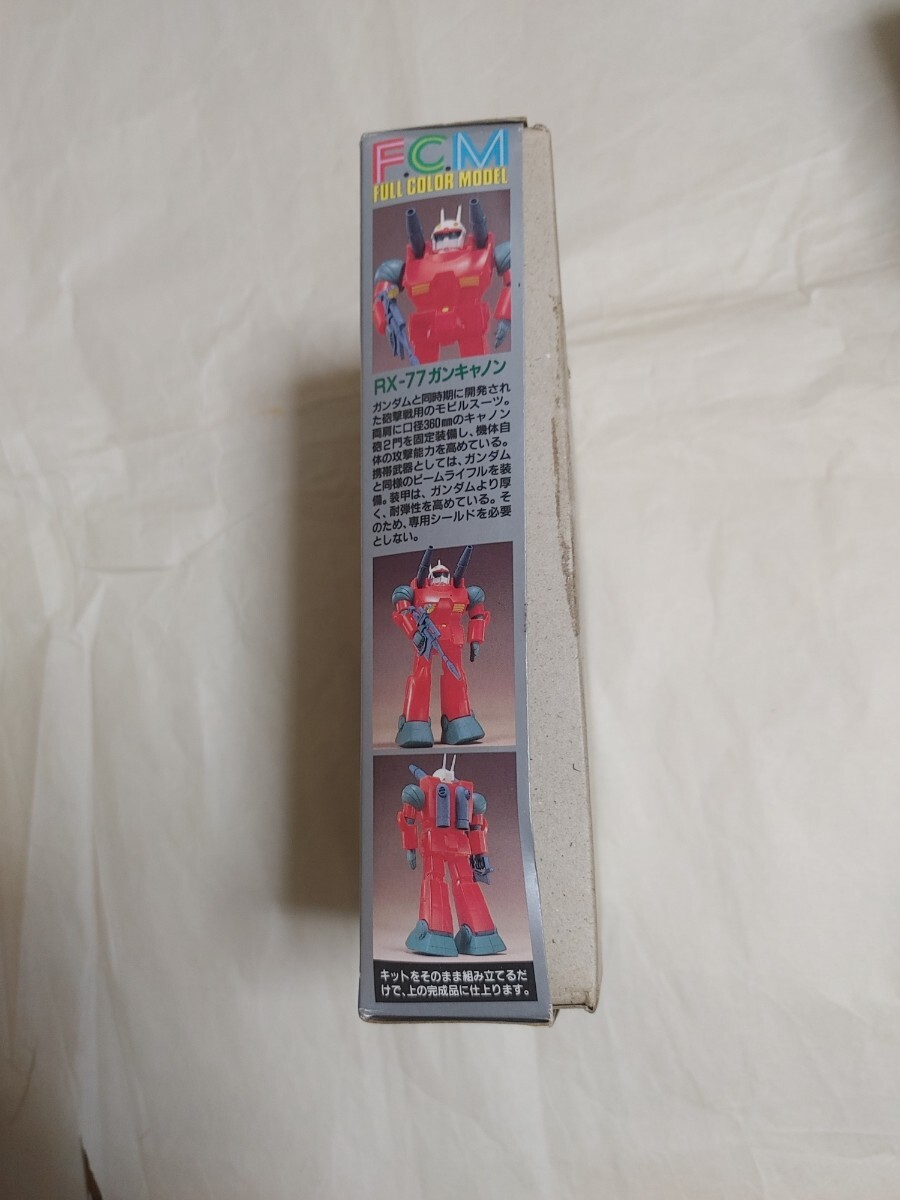 F.C.M
FULL COLOR MODEL
RX-77ガンキャノン
ガンダムと同時期に開発され
た砲撃戦用のモビルスーツ。
両肩に口径360㎜のキャノン
砲2門を固定装備し、機体自
体の攻撃能力を高めている。
携帯武器としては、ガンダム
と同様のビームライフルを装
備。装甲は、ガンダムより厚
く、耐弾性を高めている。そ
のため、専用シールドを必要
としない。
キットをそのまま組み立てるだ
けで、上の完成品に仕上ります。